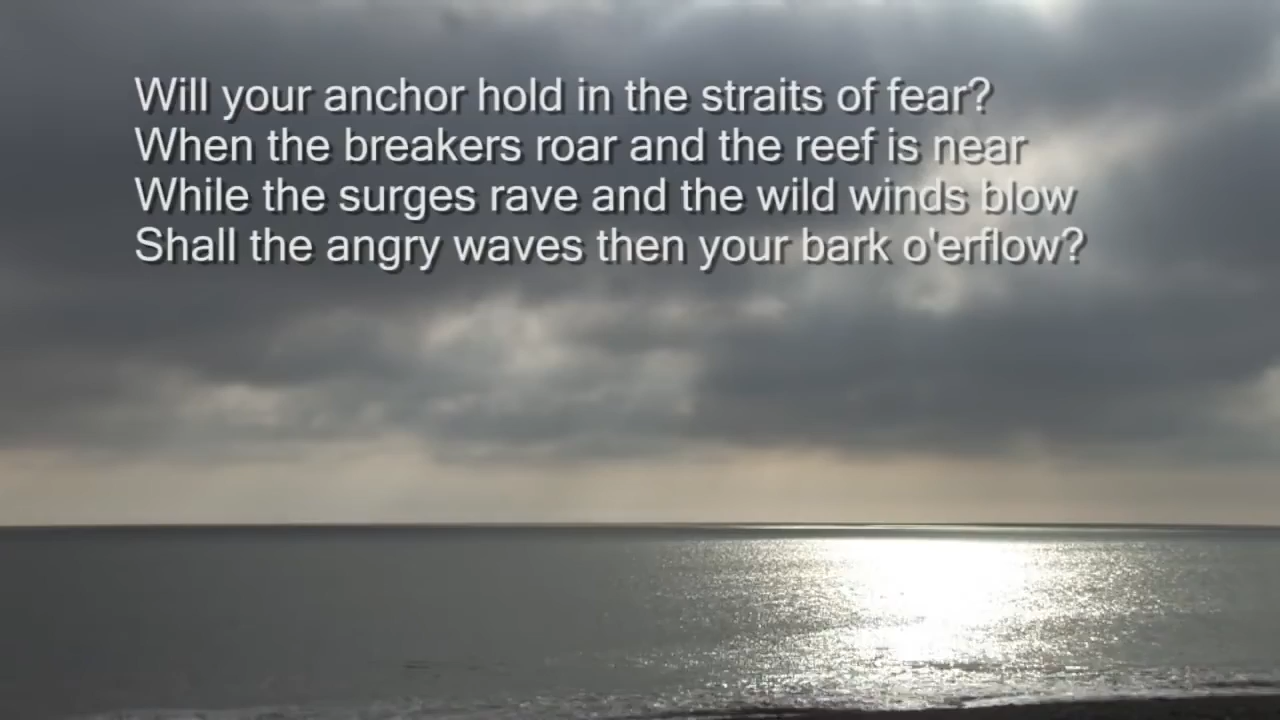 Will your anchor hold in the straits of fear?
When the breakers roar and the reef is near
While the surges rave and the wild winds blow
Shall the angry waves then your bark o'erflow?